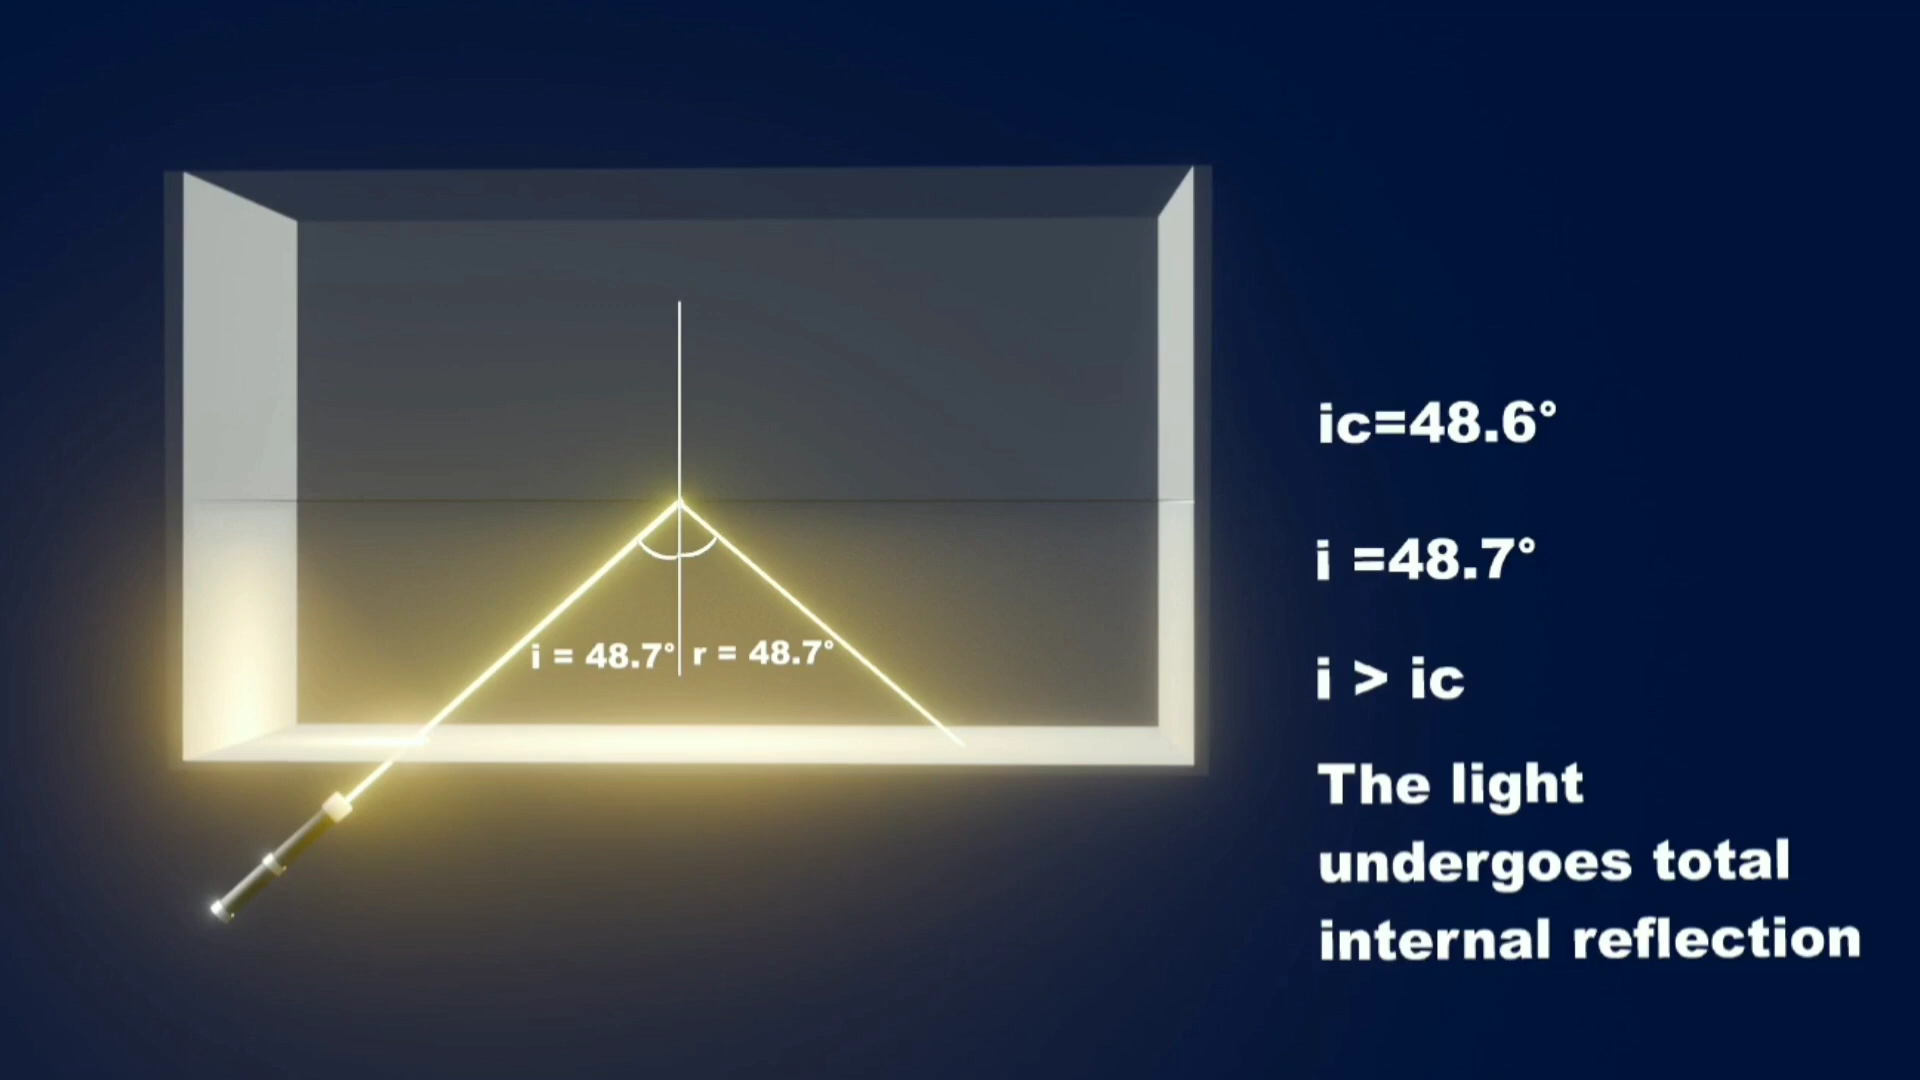 ic=48.6°
i =48.7°
i = 48.7° r = 48.7°
i > ic
The light
undergoes total
internal reflection